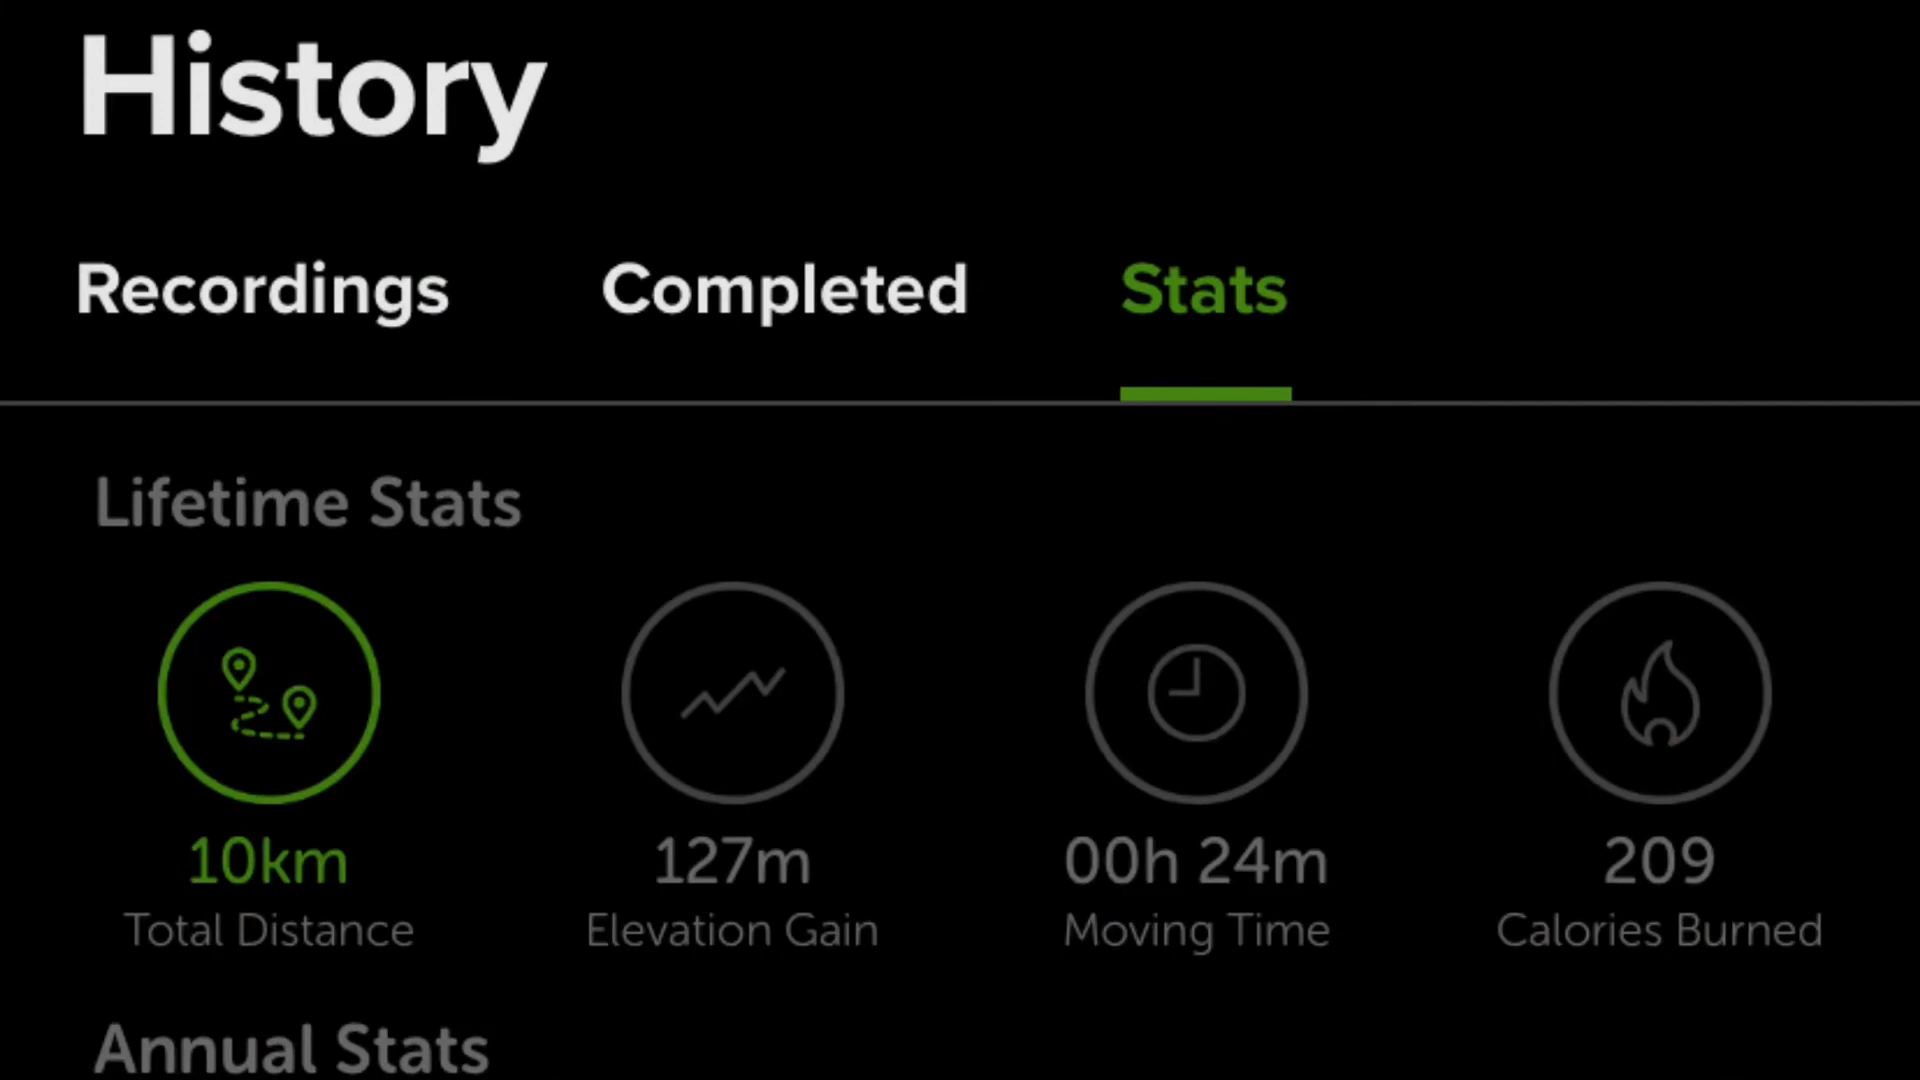 History
Recordings Completed Stats
Lifetime Stats
10km 127m 00h 24m 209
Total Distance Elevation Gain Moving Time Calories Burned
Annual Stats